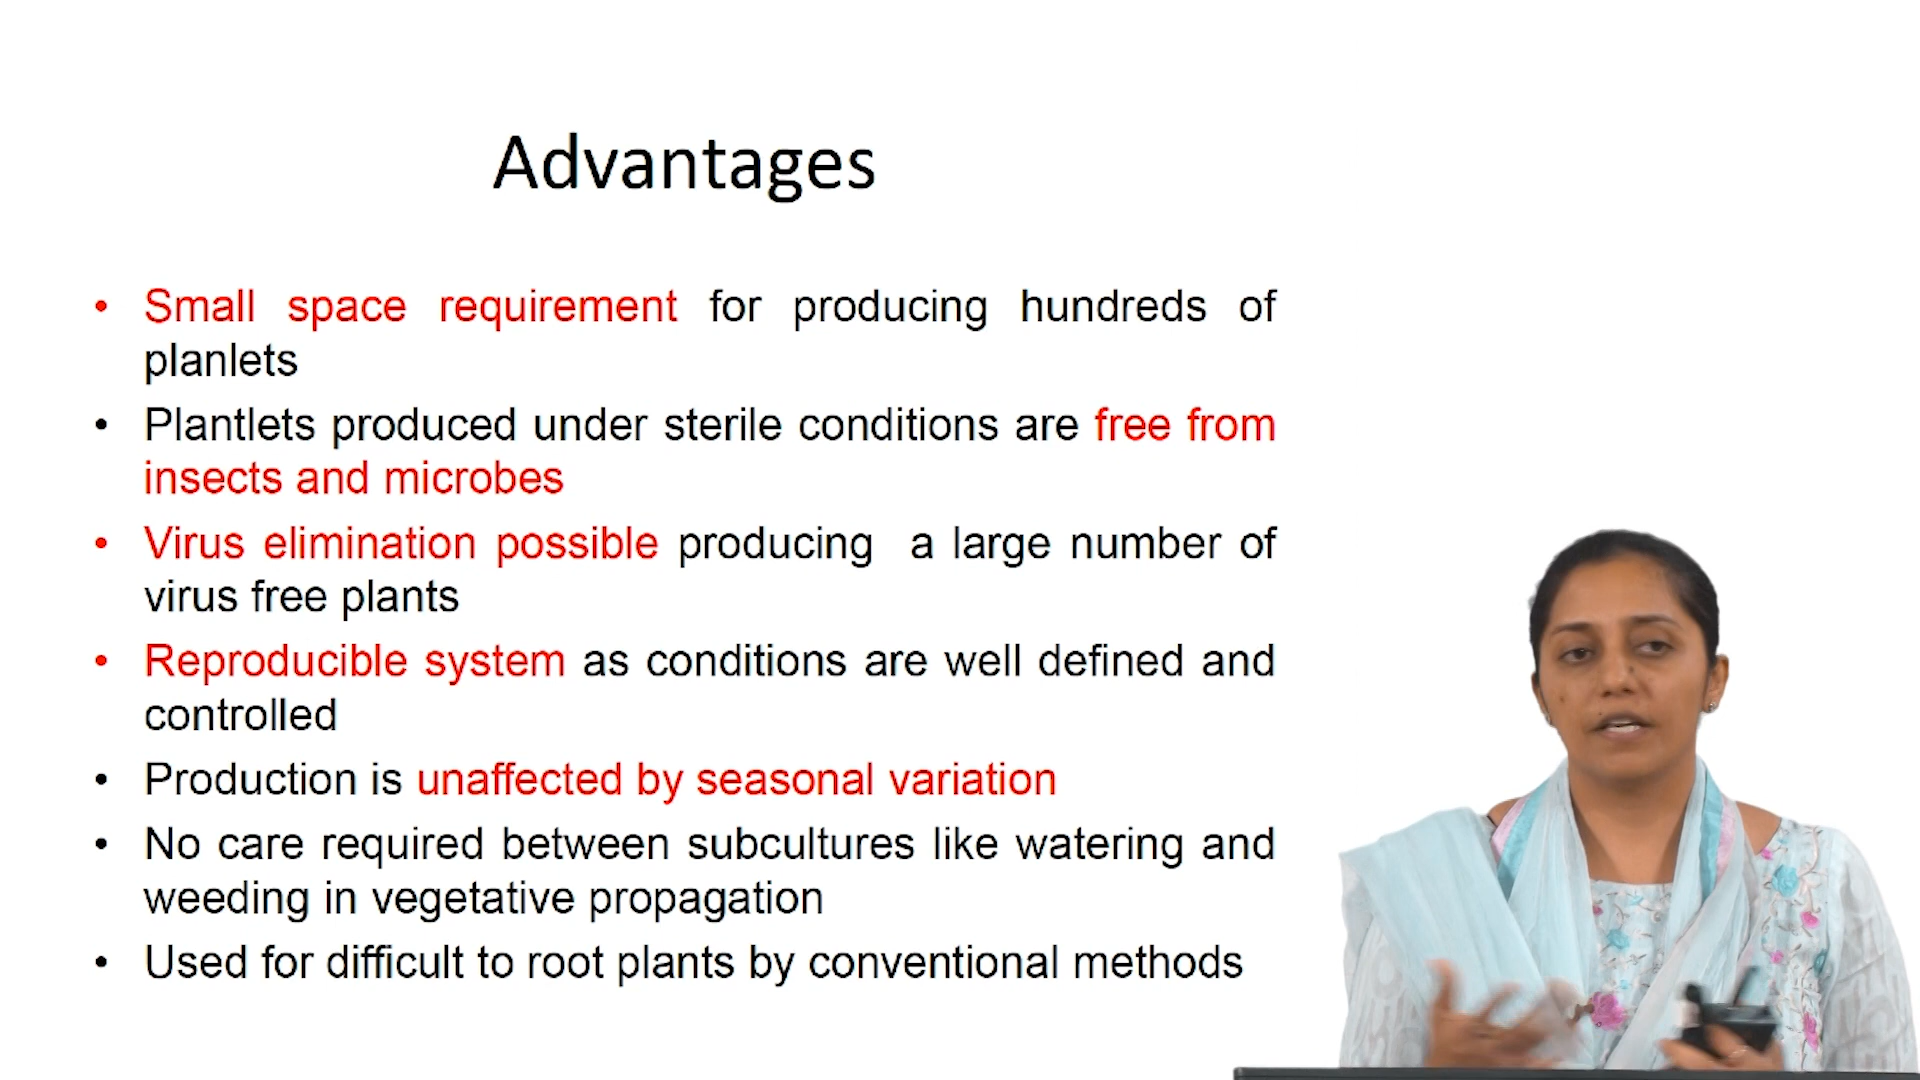 Advantages
• Small space requirement for producing hundreds of
planlets
• Plantlets produced under sterile conditions are free from
insects and microbes
• Virus elimination possible producing a large number of
virus free plants
• Reproducible system as conditions are well defined and
controlled
• Production is unaffected by seasonal variation
• No care required between subcultures like watering and
weeding in vegetative propagation
• Used for difficult to root plants by conventional methods